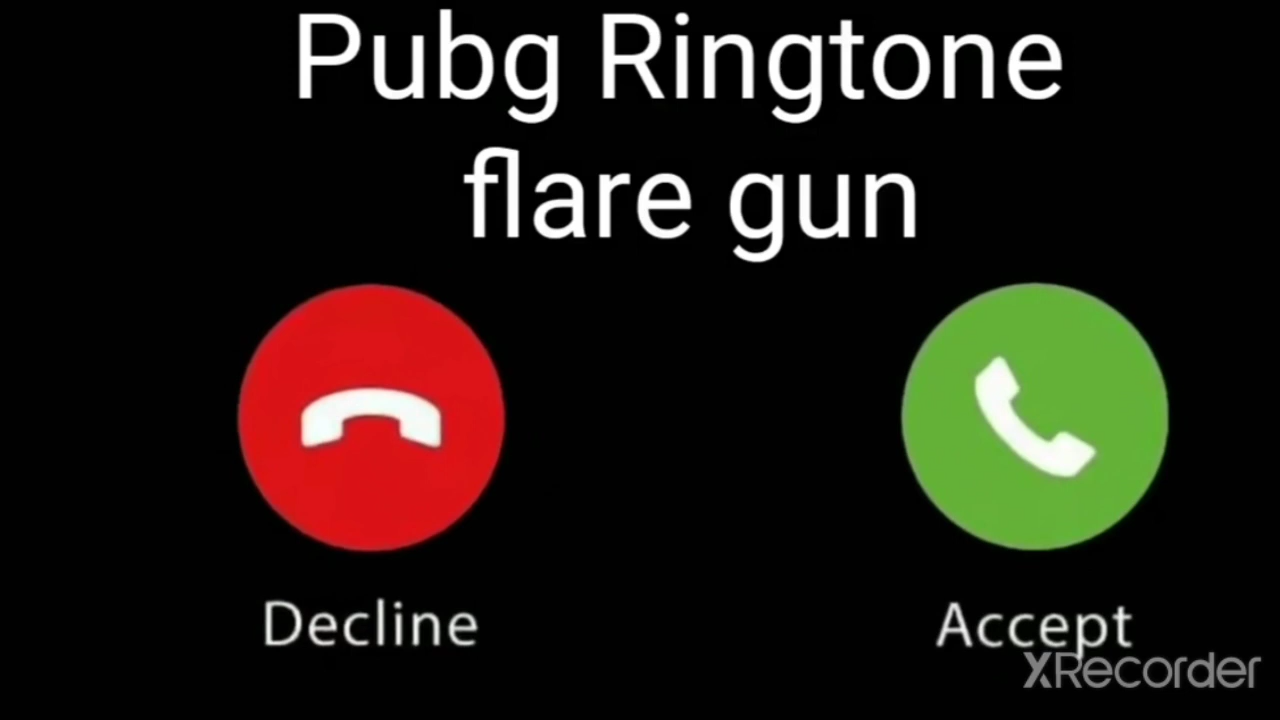 Pubg Ringtone
flare gun
Decline
Accept
XRecorder